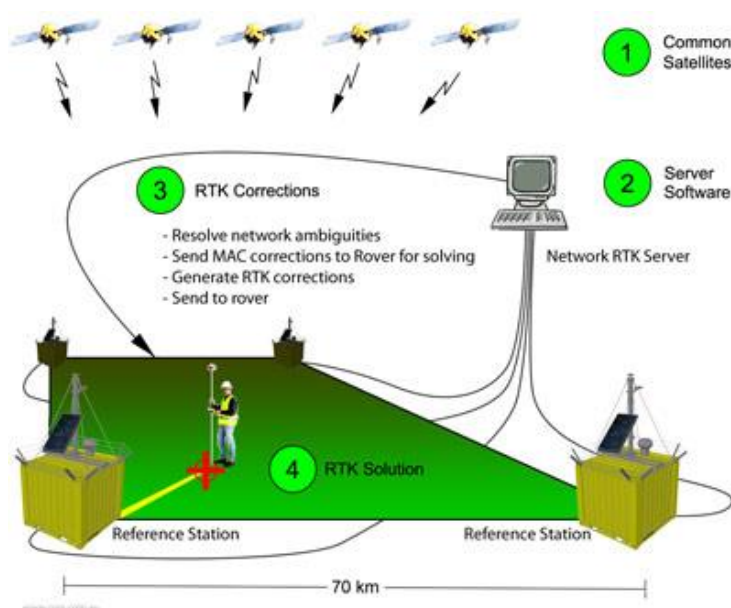 1
Common
Satellites
2
Server
Software
3
RTK Corrections
- Resolve network ambiguities
- Send MAC corrections to Rover for solving
- Generate RTK corrections
- Send to rover
Network RTK Server
4
RTK Solution
Reference Station
Reference Station
70 km